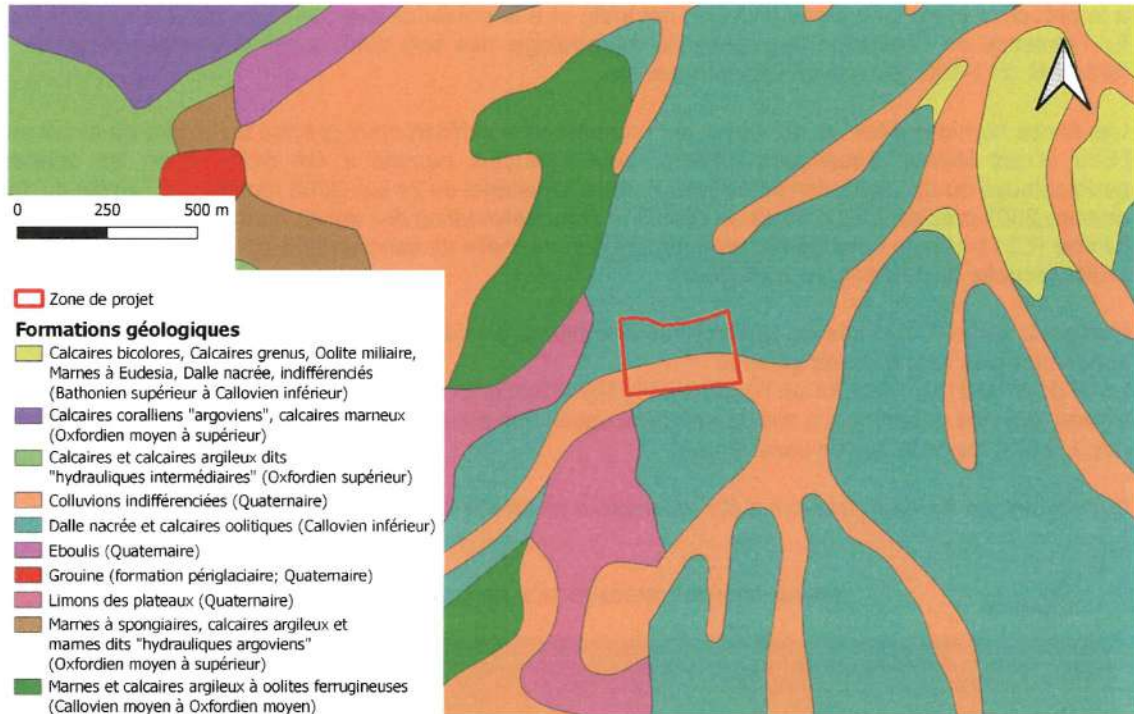 0 250 500 m
Zone de projet
Formations géologiques
Calcaires bicolores, Calcaires grenus, Oolite miliaire,
Marnes à Eudesia, Dalle nacrée, indifférenciés
(Bathonien supérieur à Callovien inférieur)
Calcaires coralliens "argoviens", calcaires marneux
(Oxfordien moyen à supérieur)
Calcaires et calcaires argileux dits
"hydrauliques intermédiaires" (Oxfordien supérieur)
Colluvions indifférenciées (Quaternaire)
Dalle nacrée et calcaires oolitiques (Callovien inférieur)
Eboulis (Quaternaire)
Grouine (formation périglaciaire; Quaternaire)
Limons des plateaux (Quaternaire)
Marnes à spongiaires, calcaires argileux et
marnes dits "hydrauliques argoviens"
(Oxfordien moyen à supérieur)
Marnes et calcaires argileux à oolites ferrugineuses
(Callovien moyen à Oxfordien moyen)